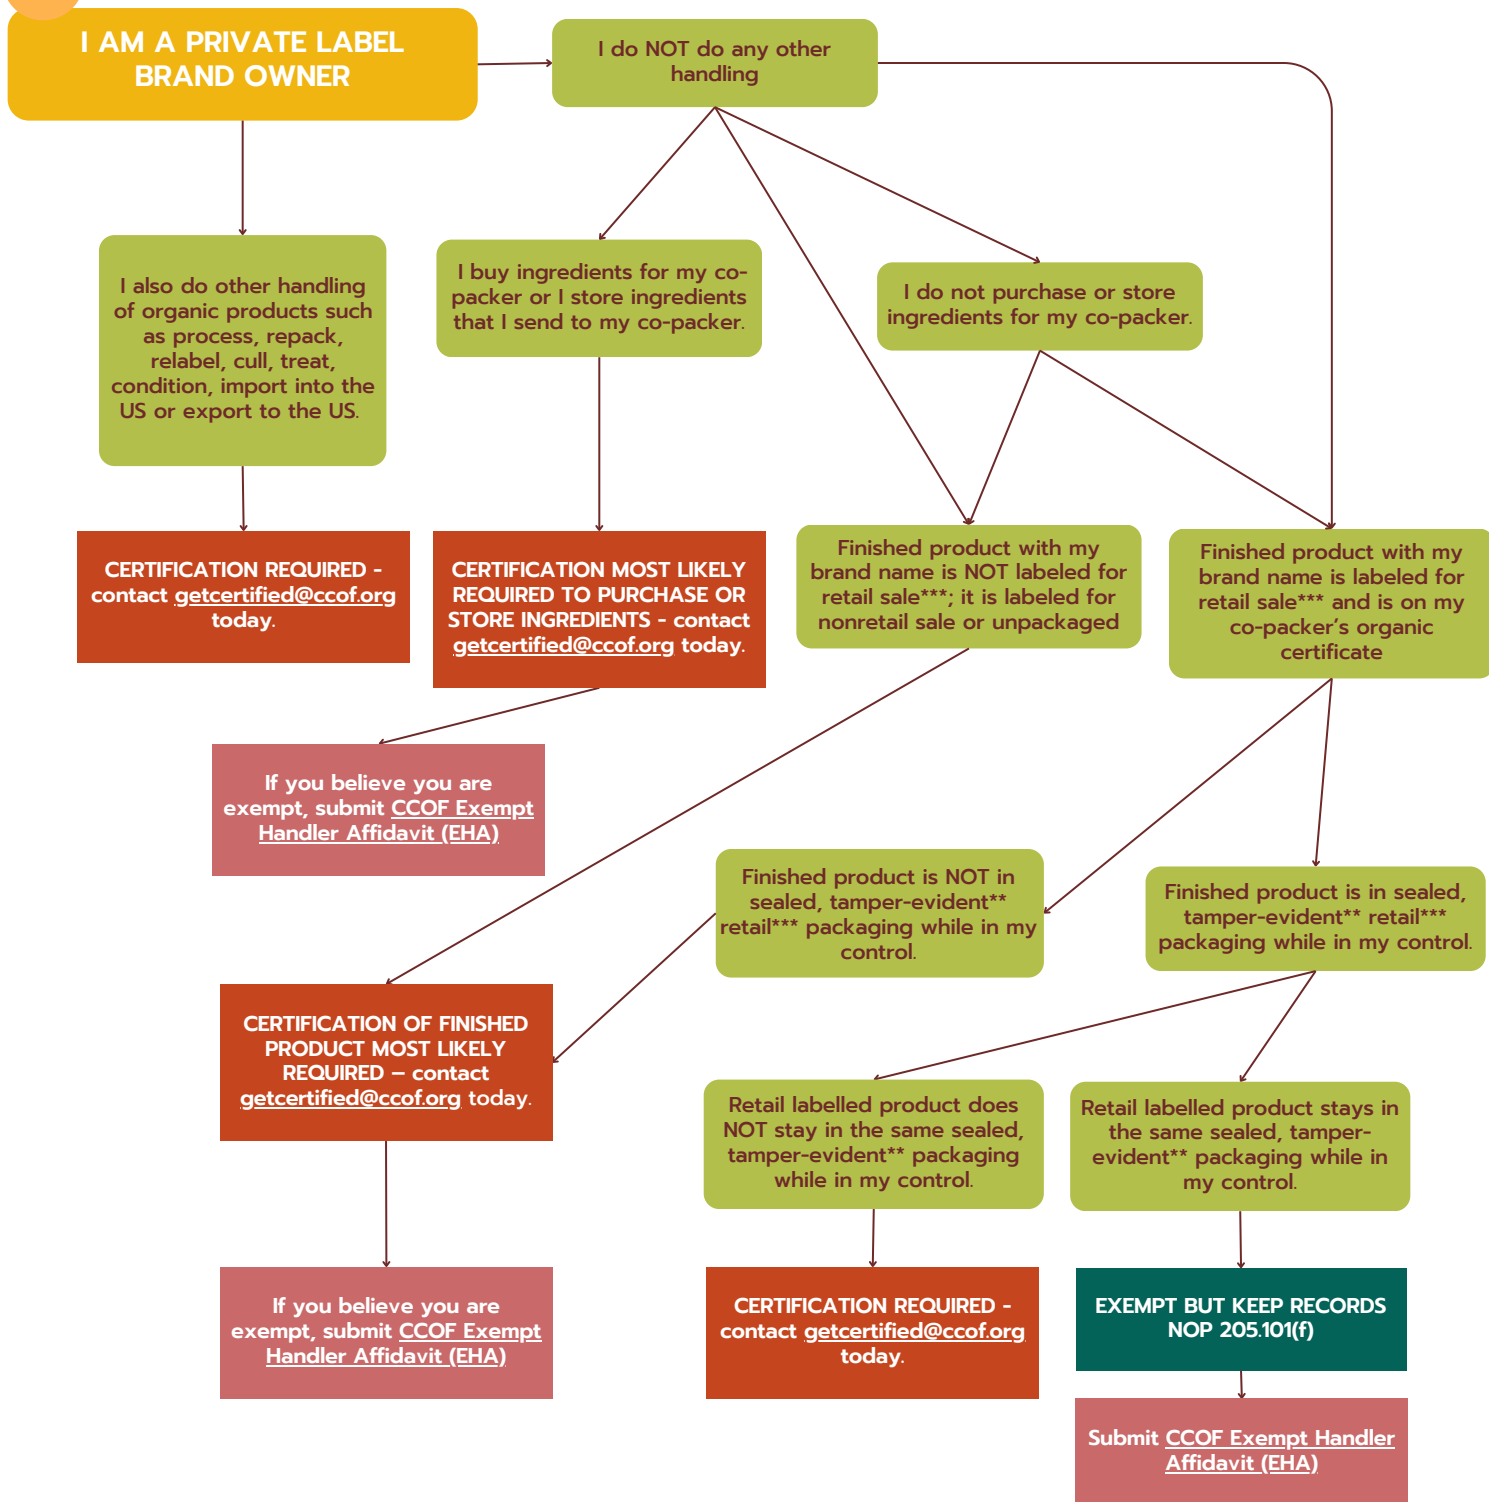 I AM A PRIVATE LABEL
BRAND OWNER
I do NOT do any other
handling
I also do other handling
of organic products such
as process, repack,
relabel, cull, treat,
condition, import into the
US or export to the US.
I buy ingredients for my co-
packer or I store ingredients
that I send to my co-packer.
I do not purchase or store
ingredients for my co-packer.
CERTIFICATION REQUIRED -
contact getcertified@ccof.org
today.
CERTIFICATION MOST LIKELY
REQUIRED TO PURCHASE OR
STORE INGREDIENTS - contact
getcertified@ccof.org today.
Finished product with my
brand name is NOT labeled for
retail sale***; it is labeled for
nonretail sale or unpackaged
Finished product with my
brand name is labeled for
retail sale*** and is on my
co-packer’s organic
certificate
If you believe you are
exempt, submit CCOF Exempt
Handler Affidavit (EHA)
Finished product is NOT in
sealed, tamper-evident**
retail*** packaging while in my
control.
Finished product is in sealed,
tamper-evident** retail***
packaging while in my control.
CERTIFICATION OF FINISHED
PRODUCT MOST LIKELY
REQUIRED – contact
getcertified@ccof.org today.
Retail labelled product does
NOT stay in the same sealed,
tamper-evident** packaging
while in my control.
Retail labelled product stays in
the same sealed, tamper-
evident** packaging while in
my control.
If you believe you are
exempt, submit CCOF Exempt
Handler Affidavit (EHA)
CERTIFICATION REQUIRED -
contact getcertified@ccof.org
today.
EXEMPT BUT KEEP RECORDS
NOP 205.101(f)
Submit CCOF Exempt Handler
Affidavit (EHA)